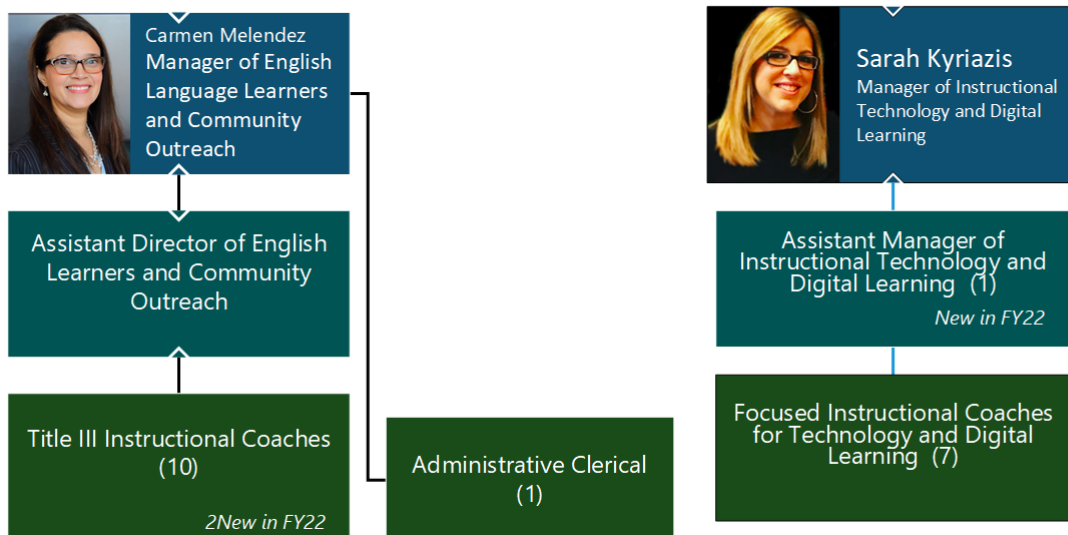 Carmen Melendez
Manager of English
Language Learners
and Community
Outreach
Assistant Director of English
Learners and Community
Outreach
Title III Instructional Coaches
(10)
2New in FY22
Administrative Clerical
(1)
Sarah Kyriazis
Manager of Instructional
Technology and Digital
Learning
Assistant Manager of
Instructional Technology and
Digital Learning (1)
New in FY22
Focused Instructional Coaches
for Technology and Digital
Learning (7)